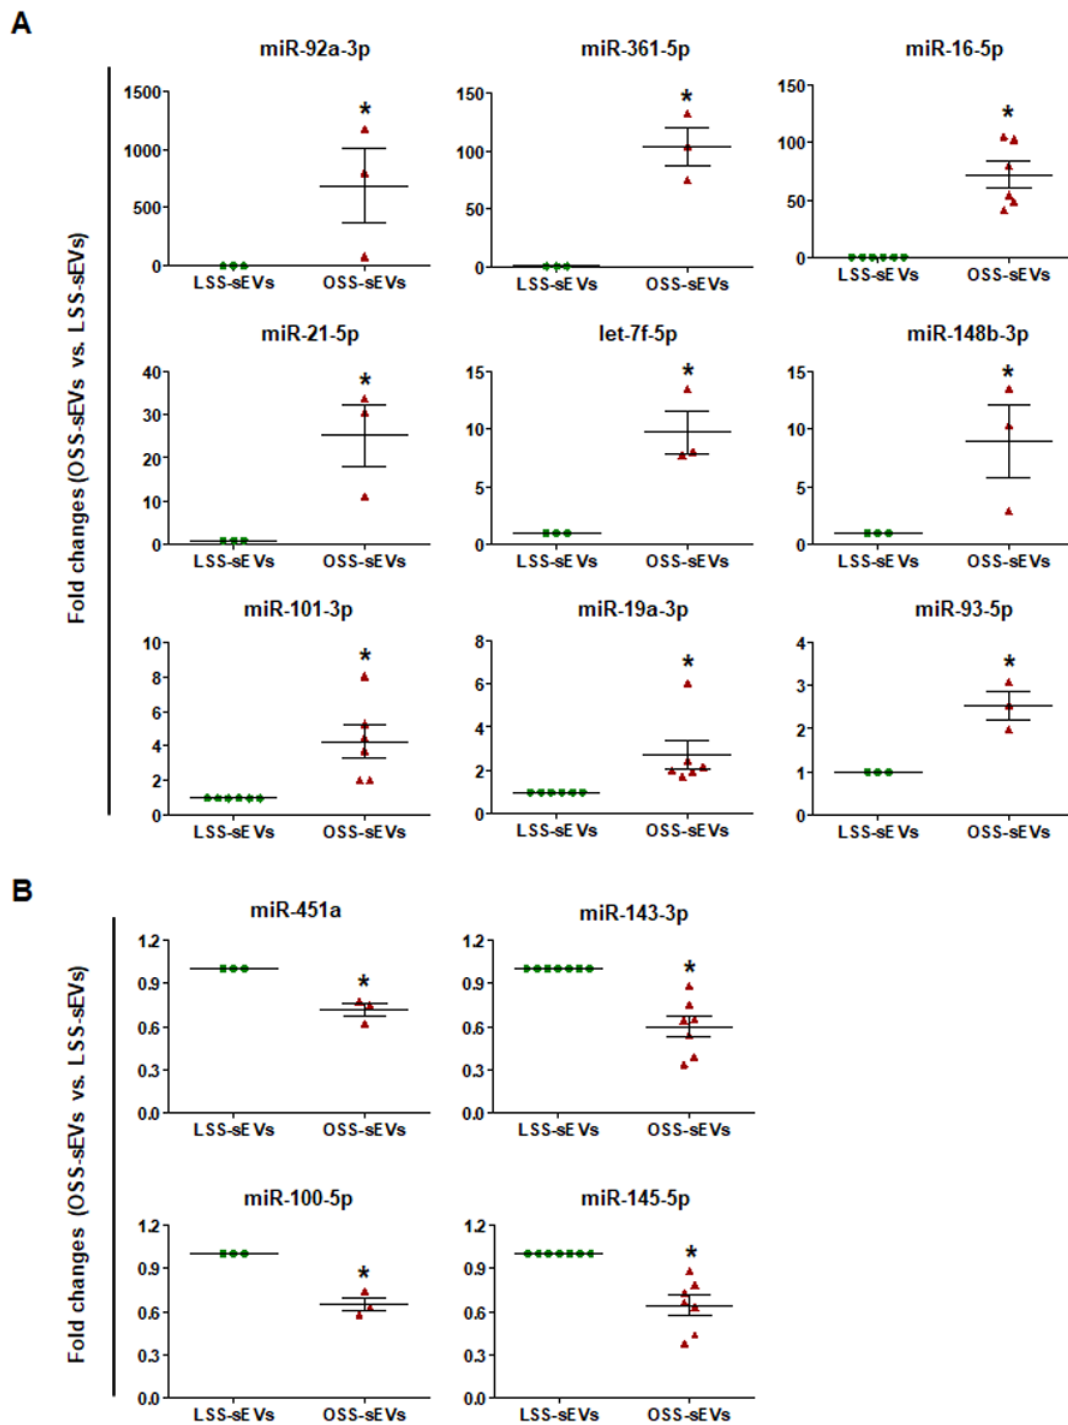 A
Fold changes (OSS-sEVs vs. LSS-sEVs)
miR-92a-3p
1500
1000
500
0
*
LSS-sEVs OSS-sEVs
miR-361-5p
150
100
50
0
*
LSS-sEVs OSS-sEVs
miR-16-5p
150
100
50
0
*
LSS-sEVs OSS-sEVs
miR-21-5p
40
30
20
10
0
*
LSS-sEVs OSS-sEVs
let-7f-5p
15
10
5
0
*
LSS-sEVs OSS-sEVs
miR-148b-3p
15
10
5
0
*
LSS-sEVs OSS-sEVs
miR-101-3p
10
8
6
4
2
0
*
LSS-sEVs OSS-sEVs
miR-19a-3p
8
6
4
2
0
*
LSS-sEVs OSS-sEVs
miR-93-5p
4
3
2
1
0
*
LSS-sEVs OSS-sEVs
B
Fold changes (OSS-sEVs vs. LSS-sEVs)
miR-451a
1.2
0.9
0.6
0.3
0.0
*
LSS-sEVs OSS-sEVs
miR-143-3p
1.2
0.9
0.6
0.3
0.0
*
LSS-sEVs OSS-sEVs
miR-100-5p
1.2
0.9
0.6
0.3
0.0
*
LSS-sEVs OSS-sEVs
miR-145-5p
1.2
0.9
0.6
0.3
0.0
*
LSS-sEVs OSS-sEVs